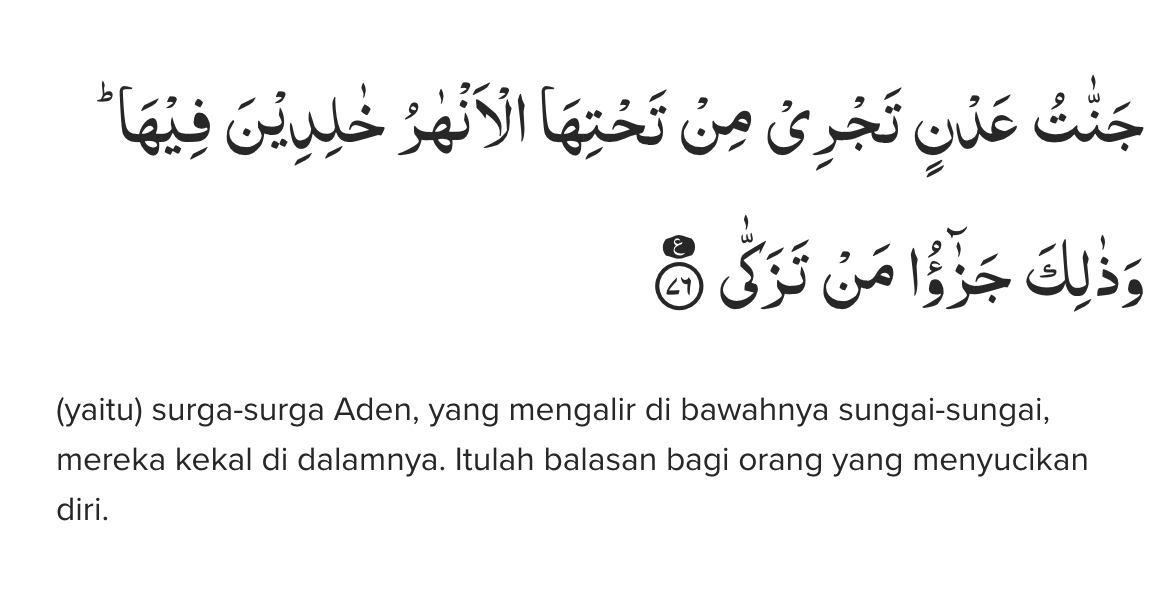 جَنّٰتُ عَدْنٍ تَجْرِيْ مِنْ تَحْتِهَا الْاَنْهٰرُ خٰلِدِيْنَ فِيْهَا ۗ
وَذٰلِكَ جَزٰۤؤُا مَنْ تَزَكّٰى ࣖ ٧٦
(yaitu) surga-surga Aden, yang mengalir di bawahnya sungai-sungai,
mereka kekal di dalamnya. Itulah balasan bagi orang yang menyucikan
diri.